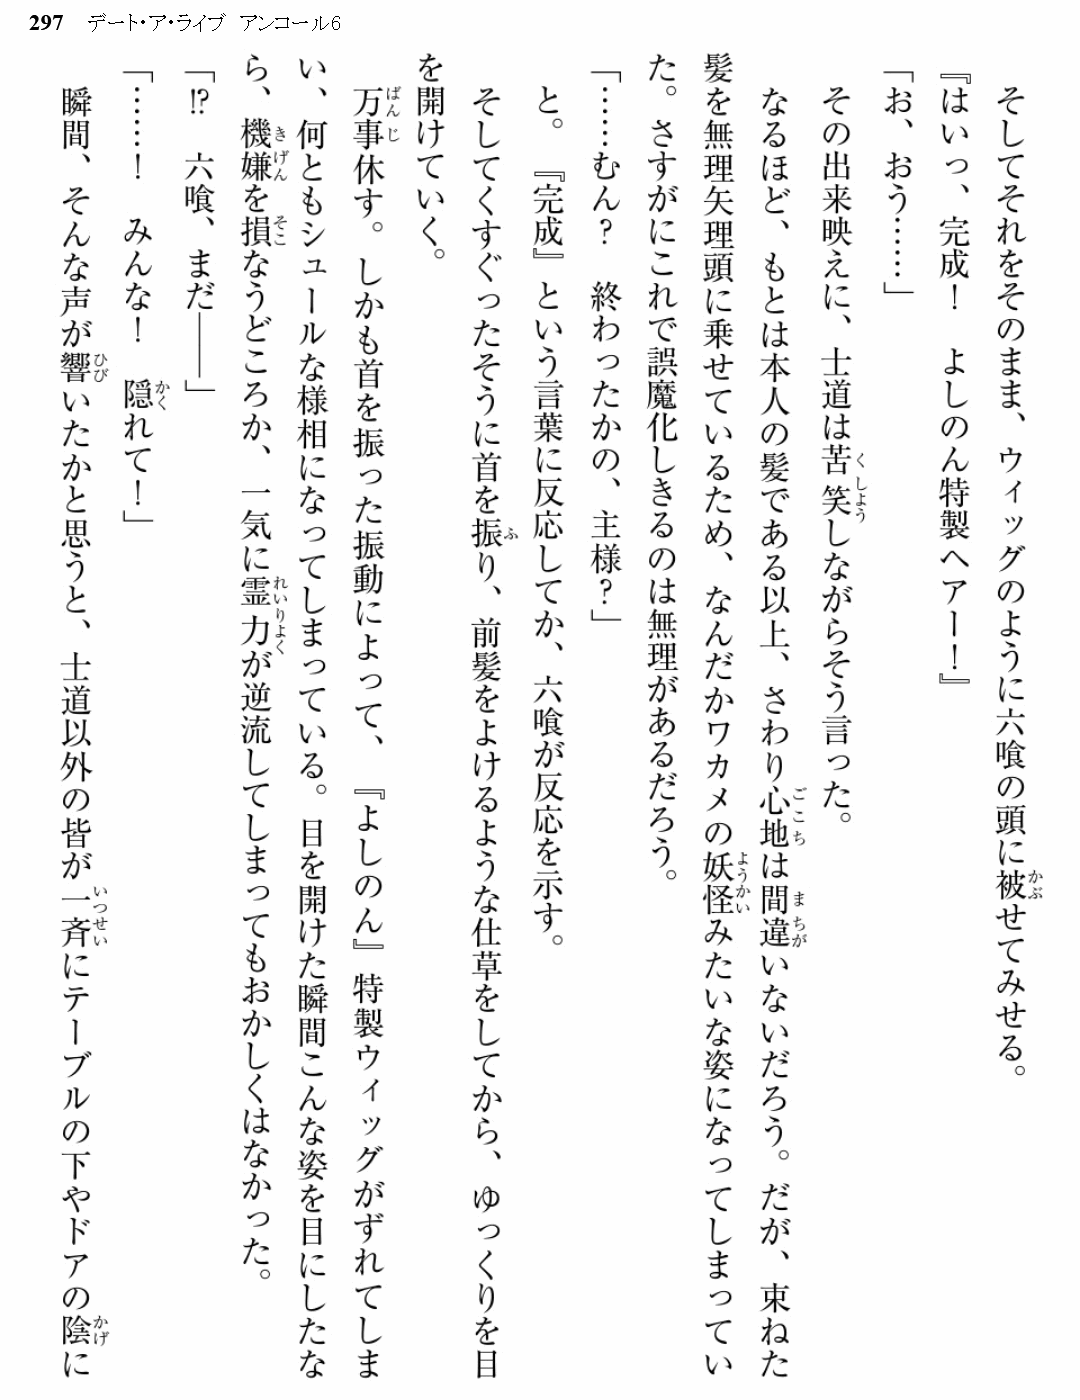 297 デート・ア・ライブ アンコール6
そしてそれをそのまま、ウィッグのように六喰の頭に被せてみせる。
『はいっ、完成! よしのん特製ヘアー!』
「お、おう……」
その出来映えに、士道は苦笑しながらそう言った。
なるほど、もとは本人の髪である以上、さわり心地は間違いないだろう。だが、束ねた
髪を無理矢理頭に乗せているため、なんだかワカメの妖怪みたいな姿になってしまってい
た。さすがにこれで誤魔化しきるのは無理があるだろう。
「……むん? 終わったかの、主様?」
と。『完成』という言葉に反応してか、六喰が反応を示す。
そしてくすぐったそうに首を振り、前髪をよけるような仕草をしてから、ゆっくりを目
を開けていく。
万事休す。しかも首を振った振動によって、『よしのん』特製ウィッグがずれてしま
い、何ともシュールな様相になってしまっている。目を開けた瞬間こんな姿を目にしたな
ら、機嫌を損なうどころか、一気に霊力が逆流してしまってもおかしくはなかった。
「⁉ 六喰、まだ――」
「……! みんな! 隠れて!」
瞬間、そんな声が響いたかと思うと、士道以外の皆が一斉にテーブルの下やドアの陰に